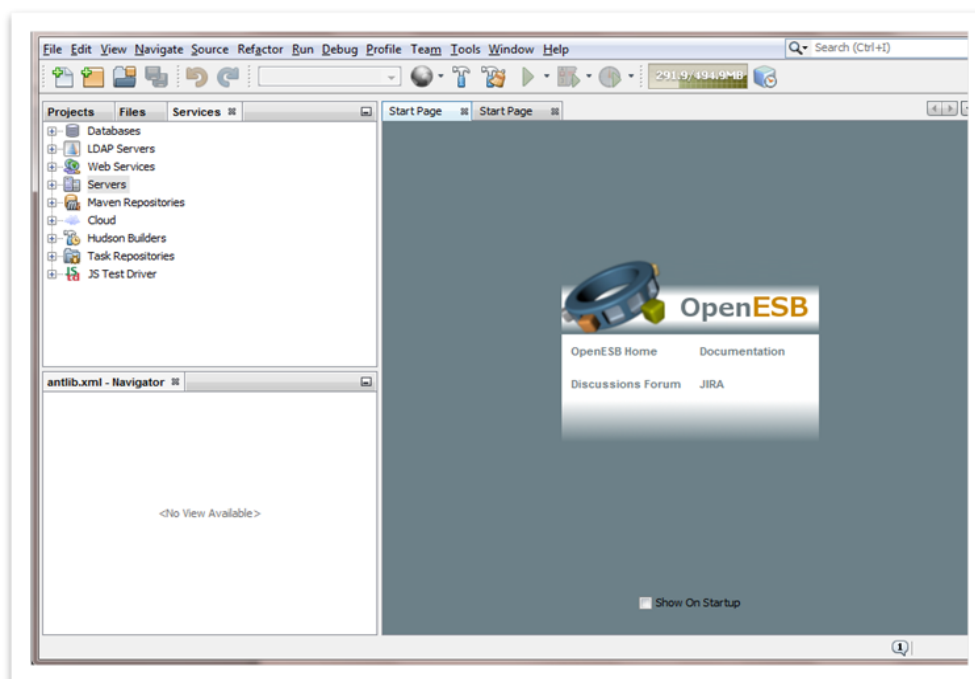 File Edit View Navigate Source Refactor Run Debug Profile Team Tools Window Help
Search (Ctrl+I)
291.9/494.9MB
Projects Files Services
Start Page Start Page
Databases
LDAP Servers
Web Services
Servers
Maven Repositories
Cloud
Hudson Builders
Task Repositories
JS Test Driver
OpenESB
OpenESB Home Documentation
Discussions Forum JIRA
antlib.xml - Navigator
<No View Available>
Show On Startup
1